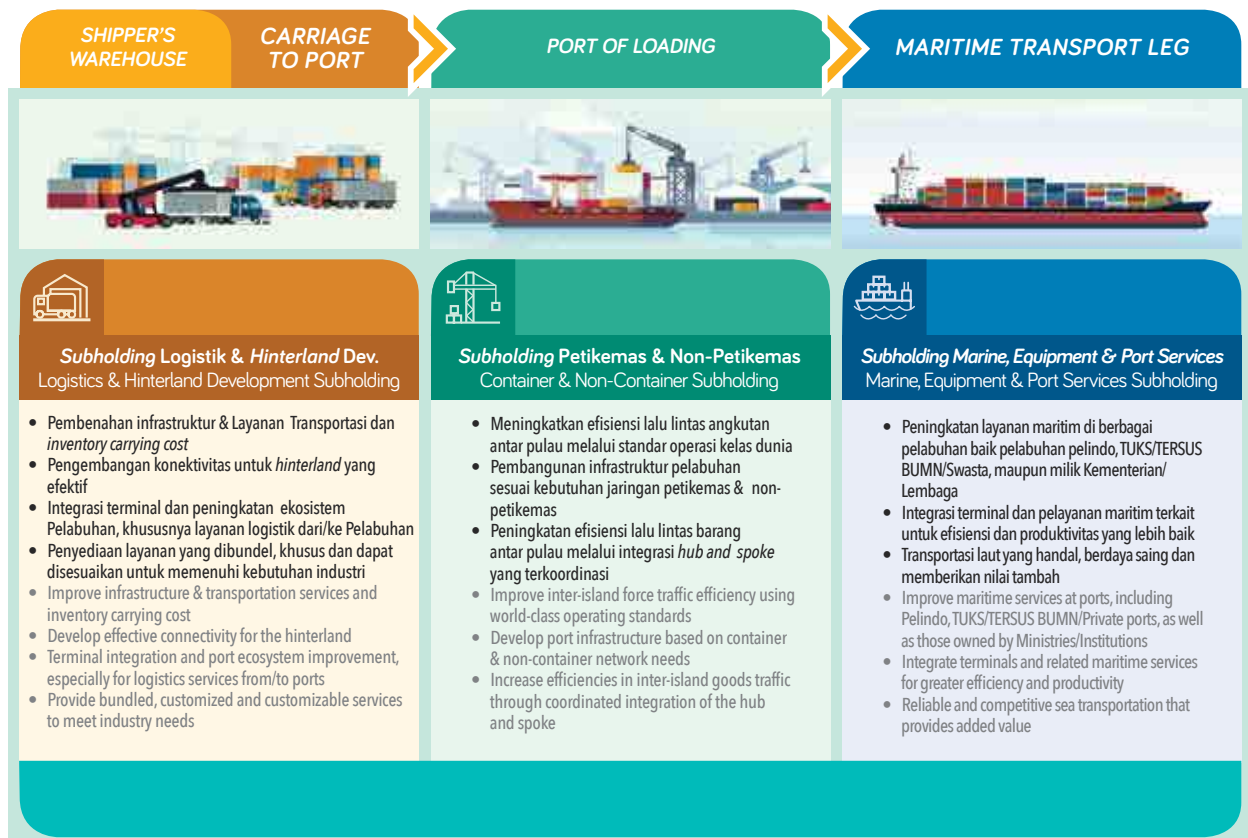 SHIPPER'S
WAREHOUSE
CARRIAGE
TO PORT
PORT OF LOADING
MARITIME TRANSPORT LEG
Subholding Logistik & Hinterland Dev.
Logistics & Hinterland Development Subholding
• Pembenahan infrastruktur & Layanan Transportasi dan
inventory carrying cost
• Pengembangan konektivitas untuk hinterland yang
efektif
• Integrasi terminal dan peningkatan ekosistem
Pelabuhan, khususnya layanan logistik dari/ke Pelabuhan
• Penyediaan layanan yang dibundel, khusus dan dapat
disesuaikan untuk memenuhi kebutuhan industri
• Improve infrastructure & transportation services and
inventory carrying cost
• Develop effective connectivity for the hinterland
• Terminal integration and port ecosystem improvement,
especially for logistics services from/to ports
• Provide bundled, customized and customizable services
to meet industry needs
Subholding Petikemas & Non-Petikemas
Container & Non-Container Subholding
• Meningkatkan efisiensi lalu lintas angkutan
antar pulau melalui standar operasi kelas dunia
• Pembangunan infrastruktur pelabuhan
sesuai kebutuhan jaringan petikemas & non-
petikemas
• Peningkatan efisiensi lalu lintas barang
antar pulau melalui integrasi hub and spoke
yang terkoordinasi
• Improve inter-island force traffic efficiency using
world-class operating standards
• Develop port infrastructure based on container
& non-container network needs
• Increase efficiencies in inter-island goods traffic
through coordinated integration of the hub
and spoke
Subholding Marine, Equipment & Port Services
Marine, Equipment & Port Services Subholding
• Peningkatan layanan maritim di berbagai
pelabuhan baik pelabuhan pelindo, TUKS/TERSUS
BUMN/Swasta, maupun milik Kementerian/
Lembaga
• Integrasi terminal dan pelayanan maritim terkait
untuk efisiensi dan produktivitas yang lebih baik
• Transportasi laut yang handal, berdaya saing dan
memberikan nilai tambah
• Improve maritime services at ports, including
Pelindo, TUKS/TERSUS BUMN/Private ports, as well
as those owned by Ministries/Institutions
• Integrate terminals and related maritime services
for greater efficiency and productivity
• Reliable and competitive sea transportation that
provides added value